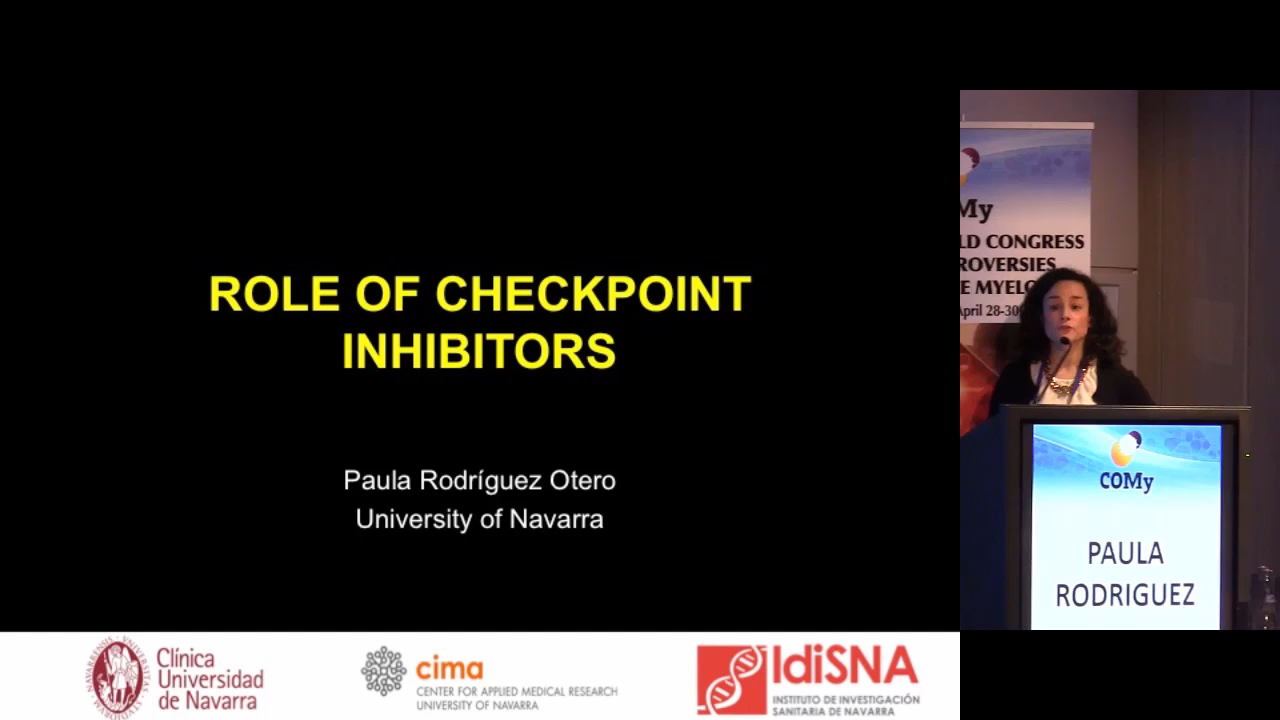 ROLE OF CHECKPOINT
INHIBITORS
Paula Rodríguez Otero
University of Navarra
Clínica
Universidad
de Navarra
cima
CENTER FOR APPLIED MEDICAL RESEARCH
UNIVERSITY OF NAVARRA
IdiSNA
INSTITUTO DE INVESTIGACIÓN
SANITARIA DE NAVARRA
My
LD CONGRESS
ROVERSIES
E MYELO
April 28-30
COMy
PAULA
RODRIGUEZ